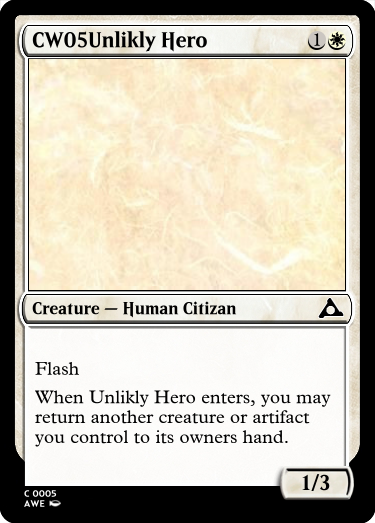 CW05Unlikly Hero 1
Creature — Human Citizan
Flash
When Unlikly Hero enters, you may
return another creature or artifact
you control to its owners hand.
1/3
C 0005
AWE